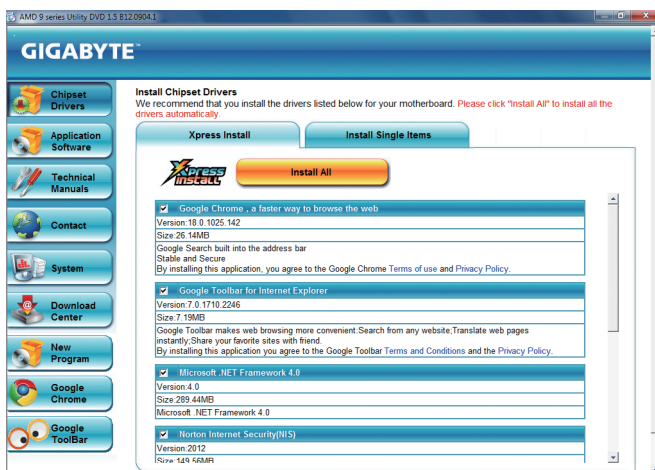 AMD 9 series Utility DVD 1.5 B12.0904.1
GIGABYTE™
Chipset
Drivers
Application
Software
Technical
Manuals
Contact
System
Download
Center
New
Program
Google
Chrome
Google
ToolBar
Install Chipset Drivers
We recommend that you install the drivers listed below for your motherboard. Please click "Install All" to install all the
drivers automatically.
Xpress Install
Install Single Items
Xpress
Install
Install All
Google Chrome , a faster way to browse the web
Version:18.0.1025.142
Size:26.14MB
Google Search built into the address bar
Stable and Secure
By installing this application, you agree to the Google Chrome Terms of use and Privacy Policy.
Google Toolbar for Internet Explorer
Version:7.0.1710.2246
Size:7.19MB
Google Toolbar makes web browsing more convenient:Search from any website;Translate web pages
instantly;Share your favorite sites with friend.
By installing this application you agree to the Google Toolbar Terms and Conditions and the Privacy Policy.
Microsoft .NET Framework 4.0
Version:4.0
Size:289.44MB
Microsoft .NET Framework 4.0
Norton Internet Security(NIS)
Version:2012
Size:149.56MB